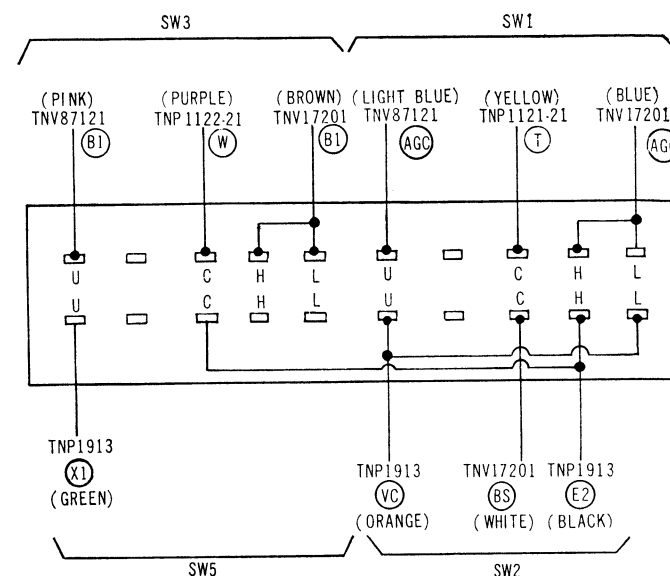 SW3 SW1
(PINK) (PURPLE) (BROWN) (LIGHT BLUE) (YELLOW) (BLUE)
TNV87121 TNP1122-21 TNV17201 TNV87121 TNP1121-21 TNV17201
B1 W B1 AGC T AG
U C H L U C H L
U C H L U C H L
TNP1913 TNP1913 TNV17201 TNP1913
X1 VC BS E2
(GREEN) (ORANGE) (WHITE) (BLACK)
SW5 SW2